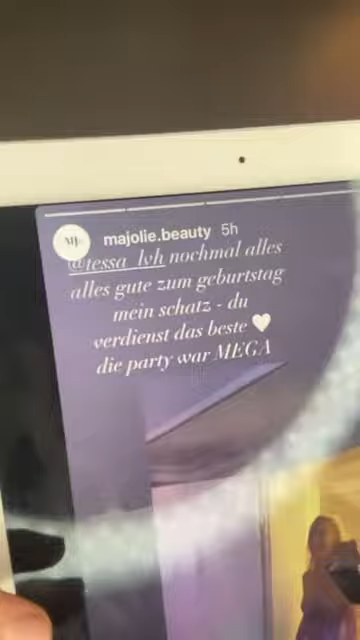 majolie.beauty 5h
@tessa_lvh nochmal alles
alles gute zum geburtstag
mein schatz - du
verdienst das beste 🤍
die party war MEGA